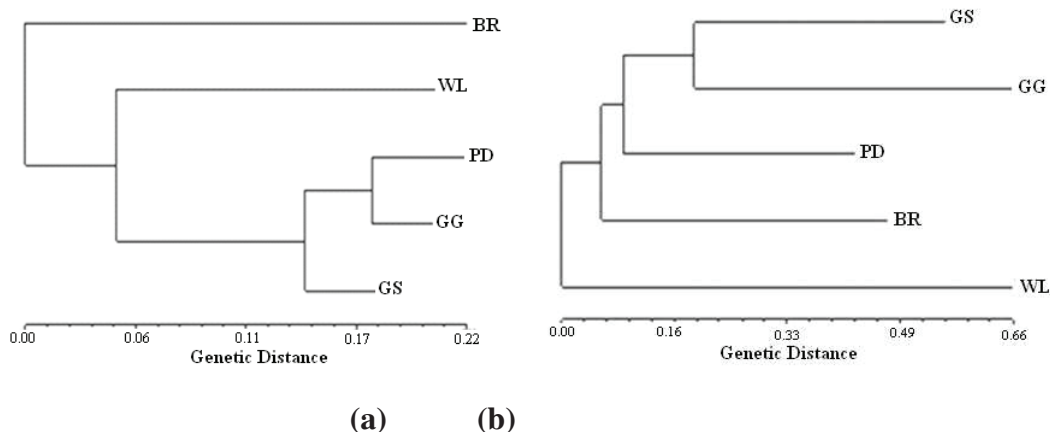 BR
WL
PD
GG
GS
0.00 0.06 0.11 0.17 0.22
Genetic Distance
GS
GG
PD
BR
WL
0.00 0.16 0.33 0.49 0.66
Genetic Distance
(a) (b)